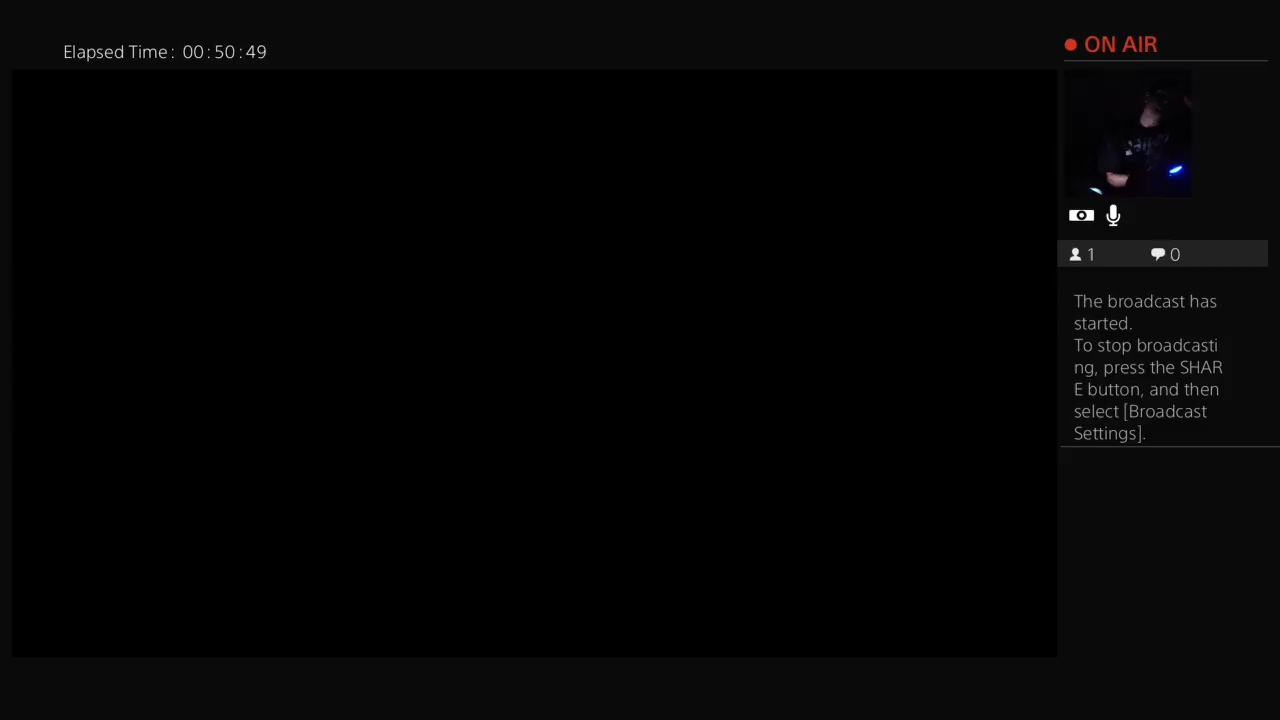 Elapsed Time: 00:50:49
ON AIR
1 0
The broadcast has
started.
To stop broadcasti
ng, press the SHAR
E button, and then
select [Broadcast
Settings].